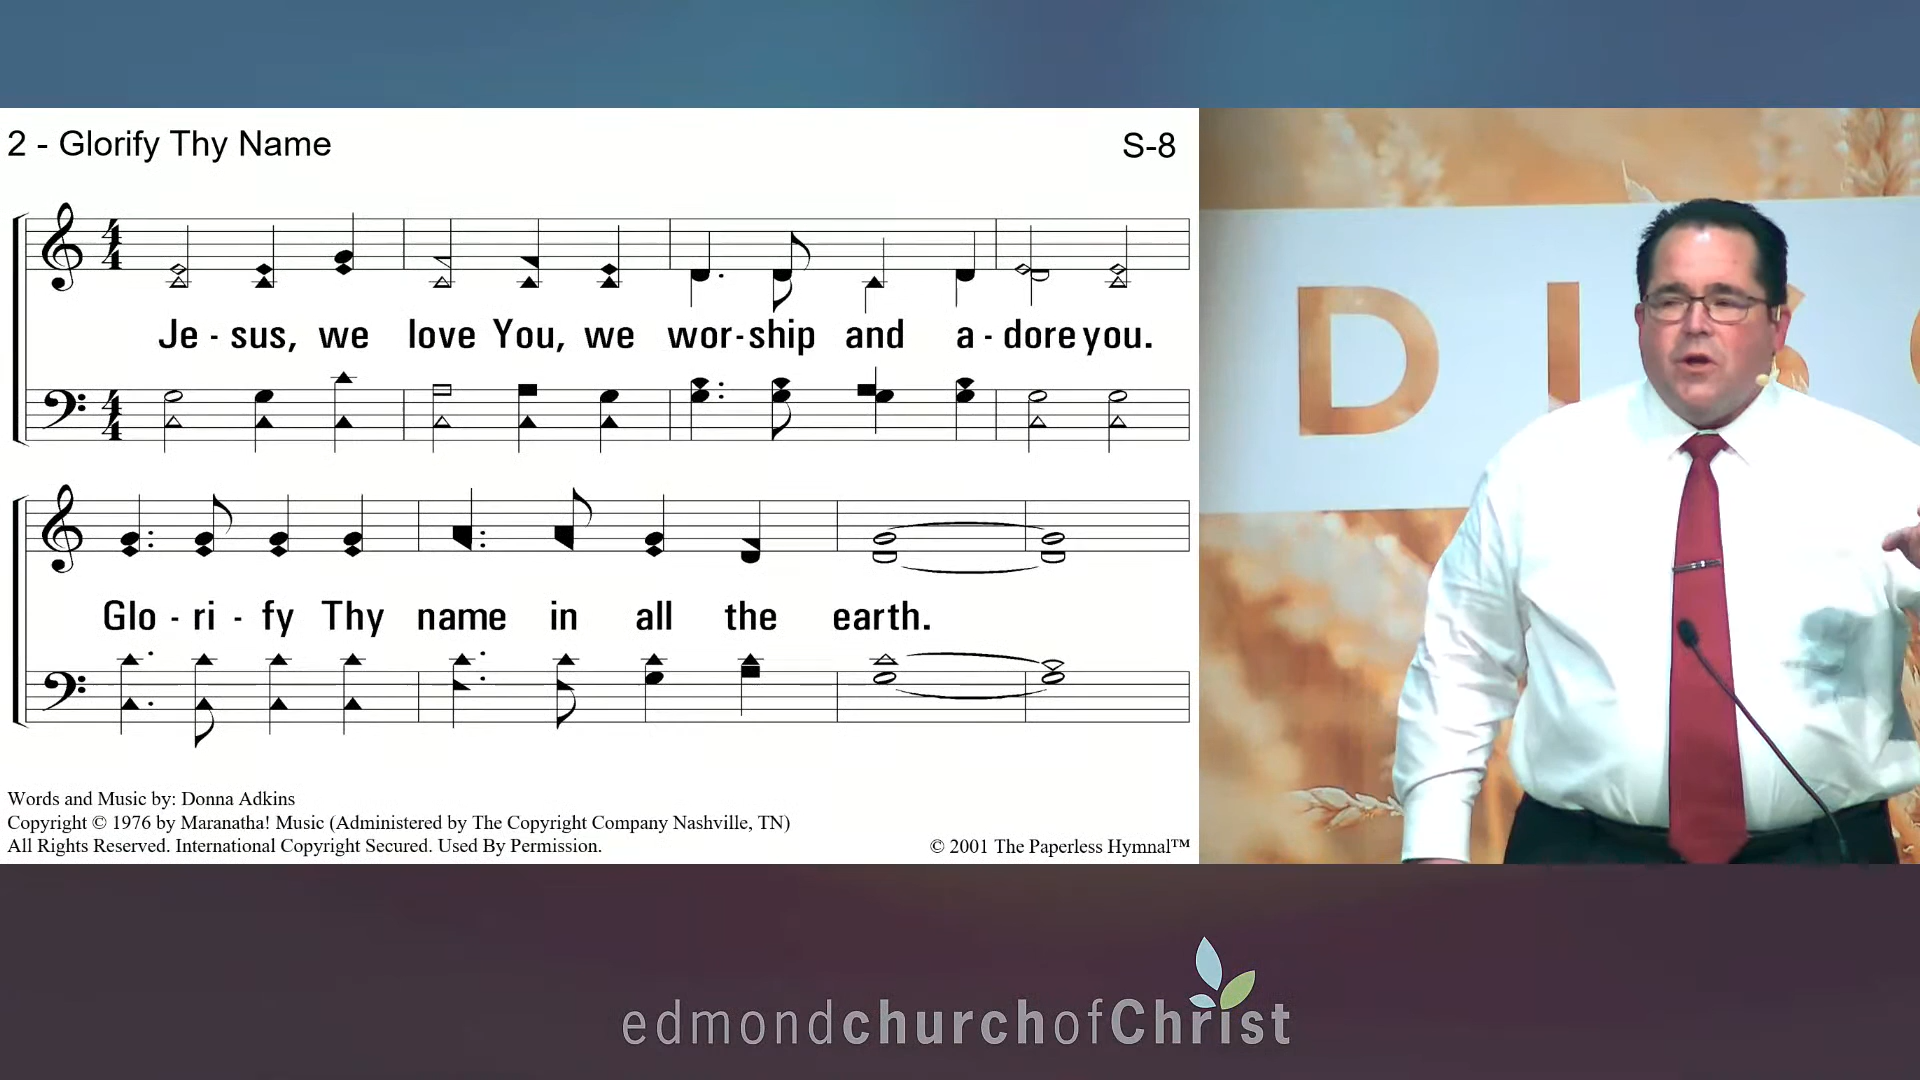 2 - Glorify Thy Name
S-8
Je - sus, we love You, we wor-ship and a - dore you.
Glo - ri - fy Thy name in all the earth.
Words and Music by: Donna Adkins
Copyright © 1976 by Maranatha! Music (Administered by The Copyright Company Nashville, TN)
All Rights Reserved. International Copyright Secured. Used By Permission.
© 2001 The Paperless Hymnal™
DI
edmondchurchofChrist